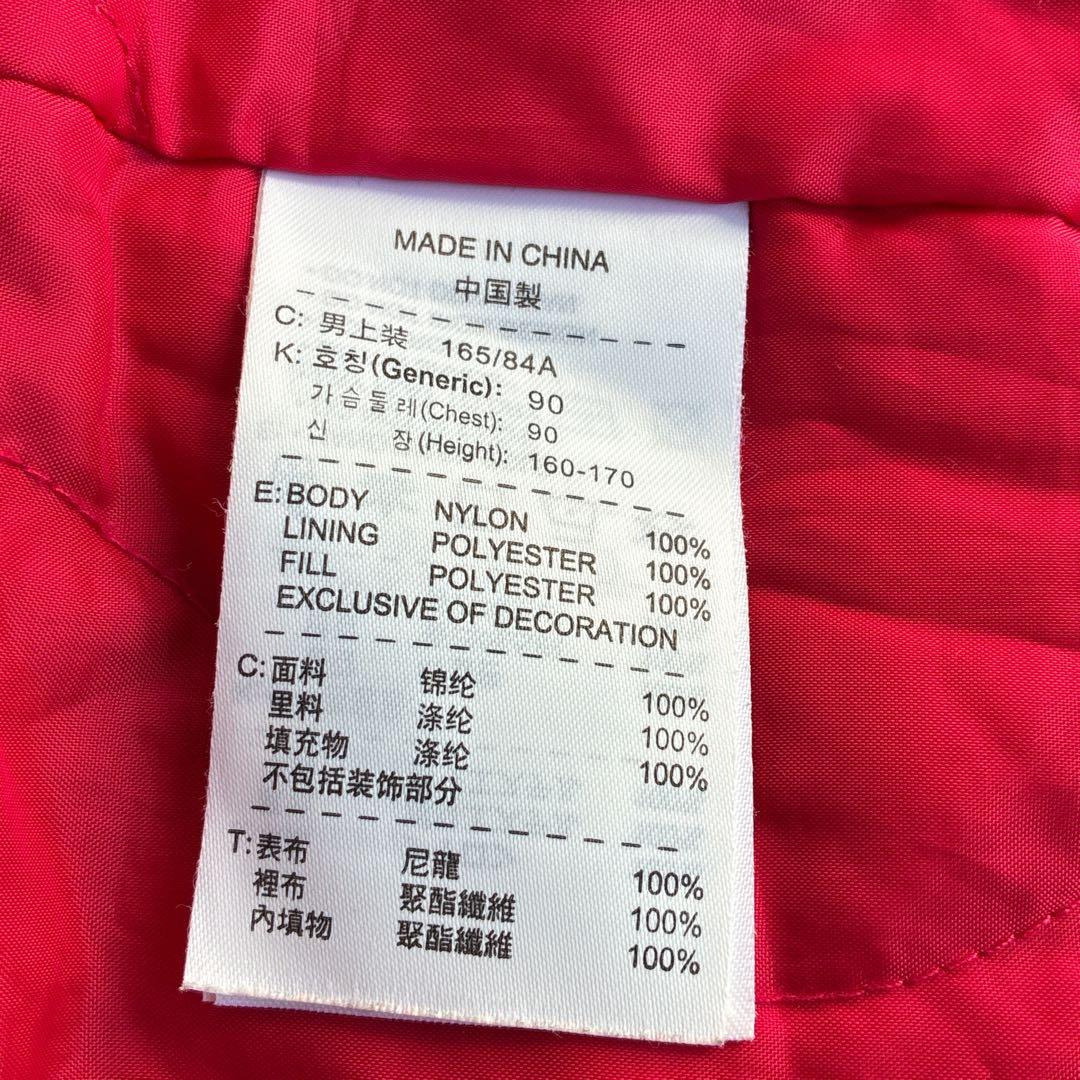 MADE IN CHINA
中国製
C: 男上装 165/84A
K: 호칭(Generic): 90
가슴둘레(Chest): 90
신 장(Height): 160-170
E: BODY NYLON 100%
LINING POLYESTER 100%
FILL POLYESTER 100%
EXCLUSIVE OF DECORATION
C: 面料 锦纶 100%
里料 涤纶 100%
填充物 涤纶 100%
不包括装饰部分
T: 表布 尼龍 100%
裡布 聚酯纖維 100%
內填物 聚酯纖維 100%